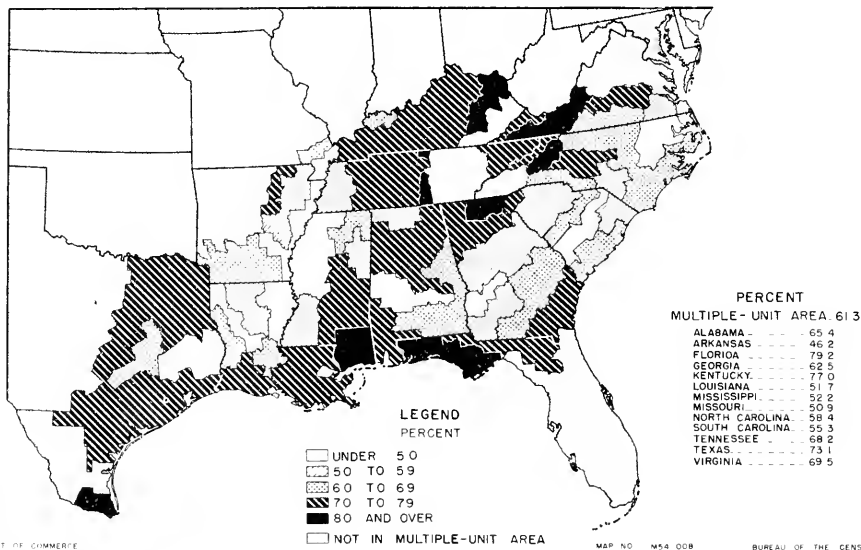 PERCENT
MULTIPLE-UNIT AREA. 61 3
ALABAMA 65 4
ARKANSAS 46 2
FLORIDA 79 2
GEORGIA 62 5
KENTUCKY 77 0
LOUISIANA 51 7
MISSISSIPPI 52 2
MISSOURI 50 9
NORTH CAROLINA 58 4
SOUTH CAROLINA 55 3
TENNESSEE 68 2
TEXAS 73 1
VIRGINIA 69 5
LEGEND
PERCENT
UNDER 50
50 TO 59
60 TO 69
70 TO 79
80 AND OVER
NOT IN MULTIPLE-UNIT AREA
T OF COMMERCE MAP NO M54 008 BUREAU OF THE CENS